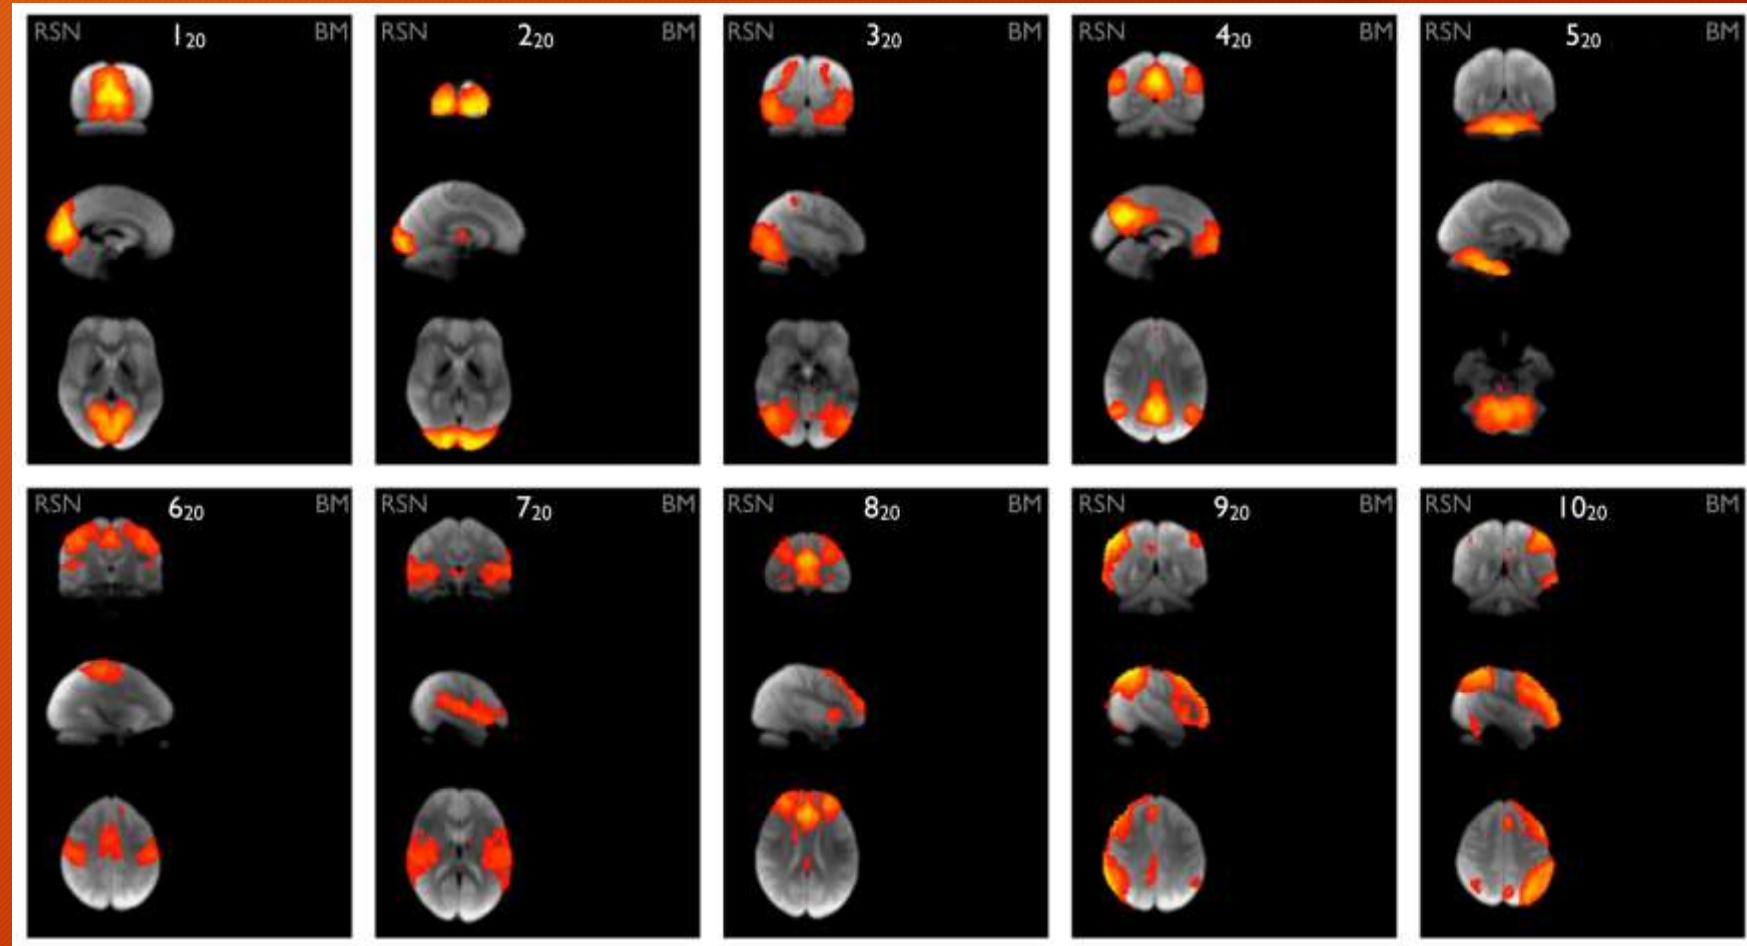 RSN 1₂₀ BM
RSN 2₂₀ BM
RSN 3₂₀ BM
RSN 4₂₀ BM
RSN 5₂₀ BM
RSN 6₂₀ BM
RSN 7₂₀ BM
RSN 8₂₀ BM
RSN 9₂₀ BM
RSN 10₂₀ BM